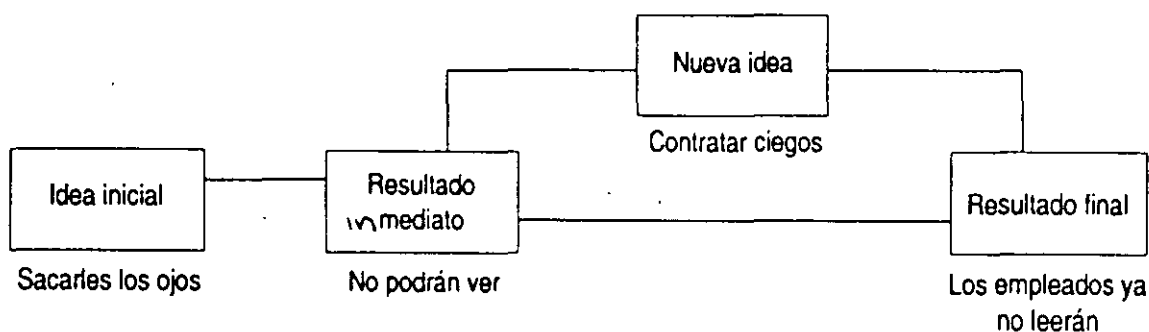 Nueva idea
Contratar ciegos
Idea inicial
Sacarles los ojos
Resultado
inmediato
No podrán ver
Resultado final
Los empleados ya
no leerán